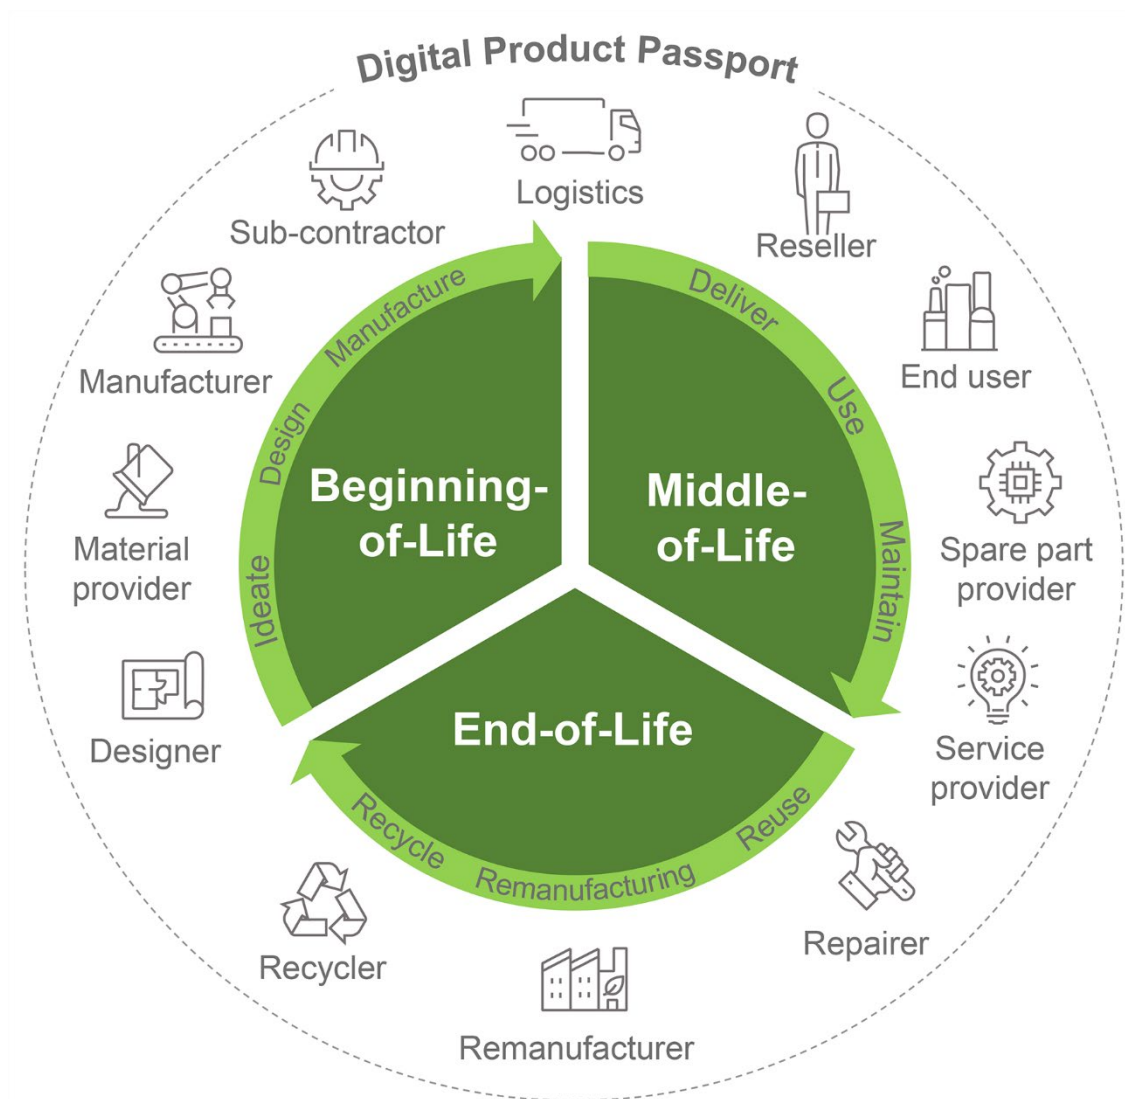 Digital Product Passport
Logistics
Reseller
Sub-contractor
End user
Manufacturer
Spare part
provider
Material
provider
Service
provider
Designer
Repairer
Recycler
Remanufacturer
Ideate
Design
Manufacture
Deliver
Use
Maintain
Reuse
Remanufacturing
Recycle
Beginning-
of-Life
Middle-
of-Life
End-of-Life